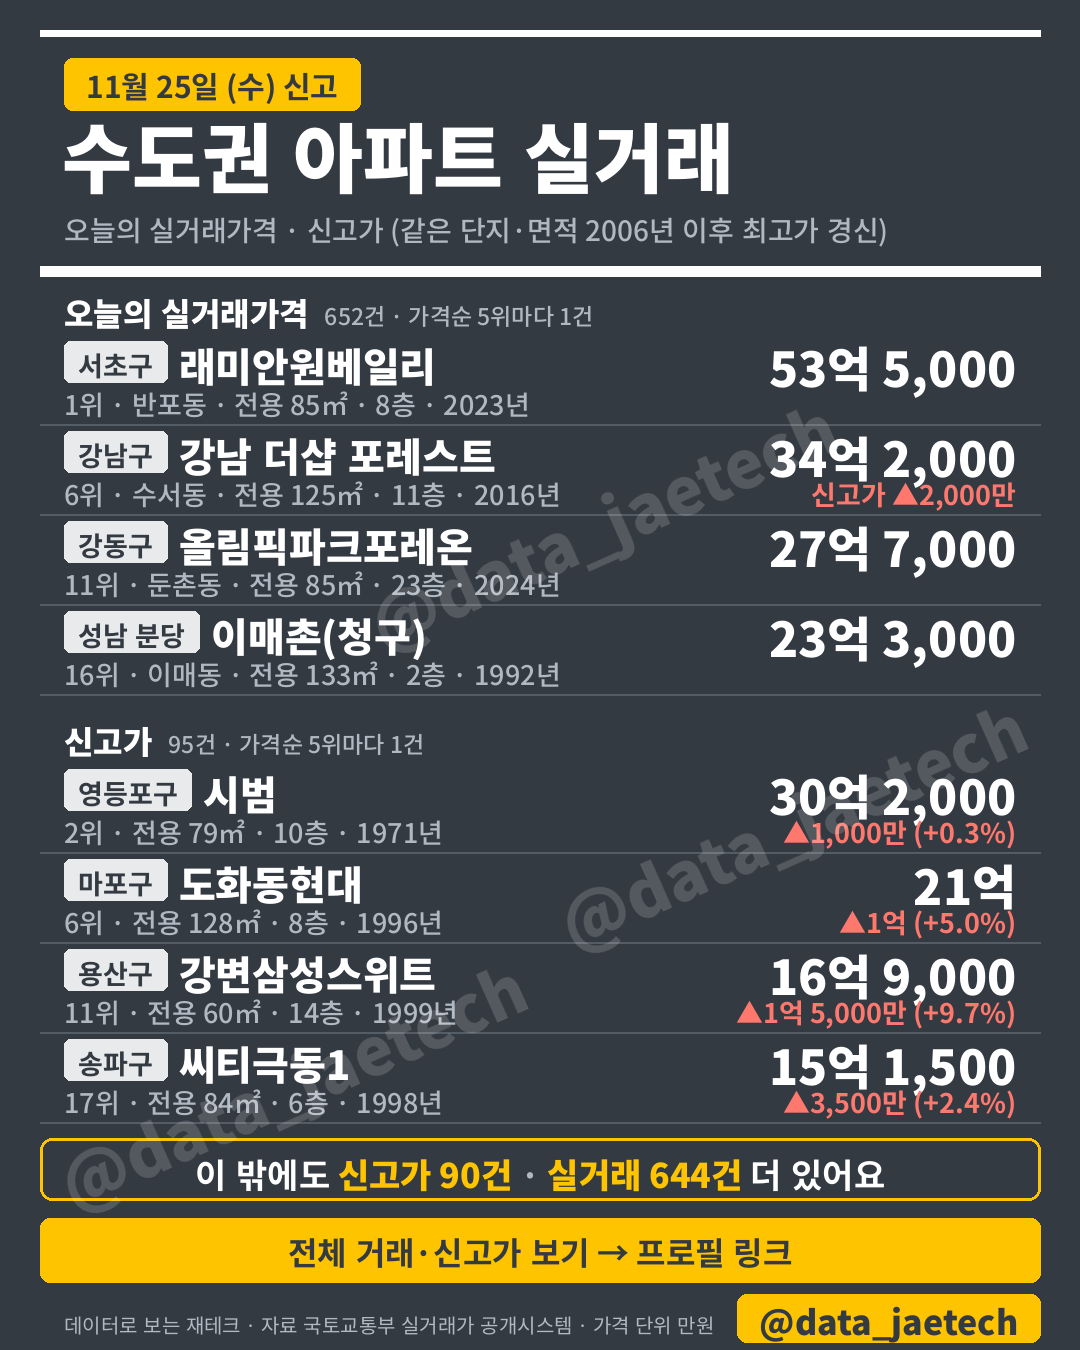 11월 25일 (수) 신고
수도권 아파트 실거래
오늘의 실거래가격 · 신고가 (같은 단지·면적 2006년 이후 최고가 경신)
오늘의 실거래가격 652건 · 가격순 5위마다 1건
서초구 래미안원베일리 53억 5,000
1위 · 반포동 · 전용 85㎡ · 8층 · 2023년
강남구 강남 더샵 포레스트 34억 2,000
6위 · 수서동 · 전용 125㎡ · 11층 · 2016년 신고가 ▲2,000만
강동구 올림픽파크포레온 27억 7,000
11위 · 둔촌동 · 전용 85㎡ · 23층 · 2024년
성남 분당 이매촌(청구) 23억 3,000
16위 · 이매동 · 전용 133㎡ · 2층 · 1992년
신고가 95건 · 가격순 5위마다 1건
영등포구 시범 30억 2,000
2위 · 전용 79㎡ · 10층 · 1971년 ▲1,000만 (+0.3%)
마포구 도화동현대 21억
6위 · 전용 128㎡ · 8층 · 1996년 ▲1억 (+5.0%)
용산구 강변삼성스위트 16억 9,000
11위 · 전용 60㎡ · 14층 · 1999년 ▲1억 5,000만 (+9.7%)
송파구 씨티극동1 15억 1,500
17위 · 전용 84㎡ · 6층 · 1998년 ▲3,500만 (+2.4%)
이 밖에도 신고가 90건 · 실거래 644건 더 있어요
전체 거래·신고가 보기 → 프로필 링크
데이터로 보는 재테크 · 자료 국토교통부 실거래가 공개시스템 · 가격 단위 만원 @data_jaetech
@data_jaetech
@data_jaetech
@data_jaetech